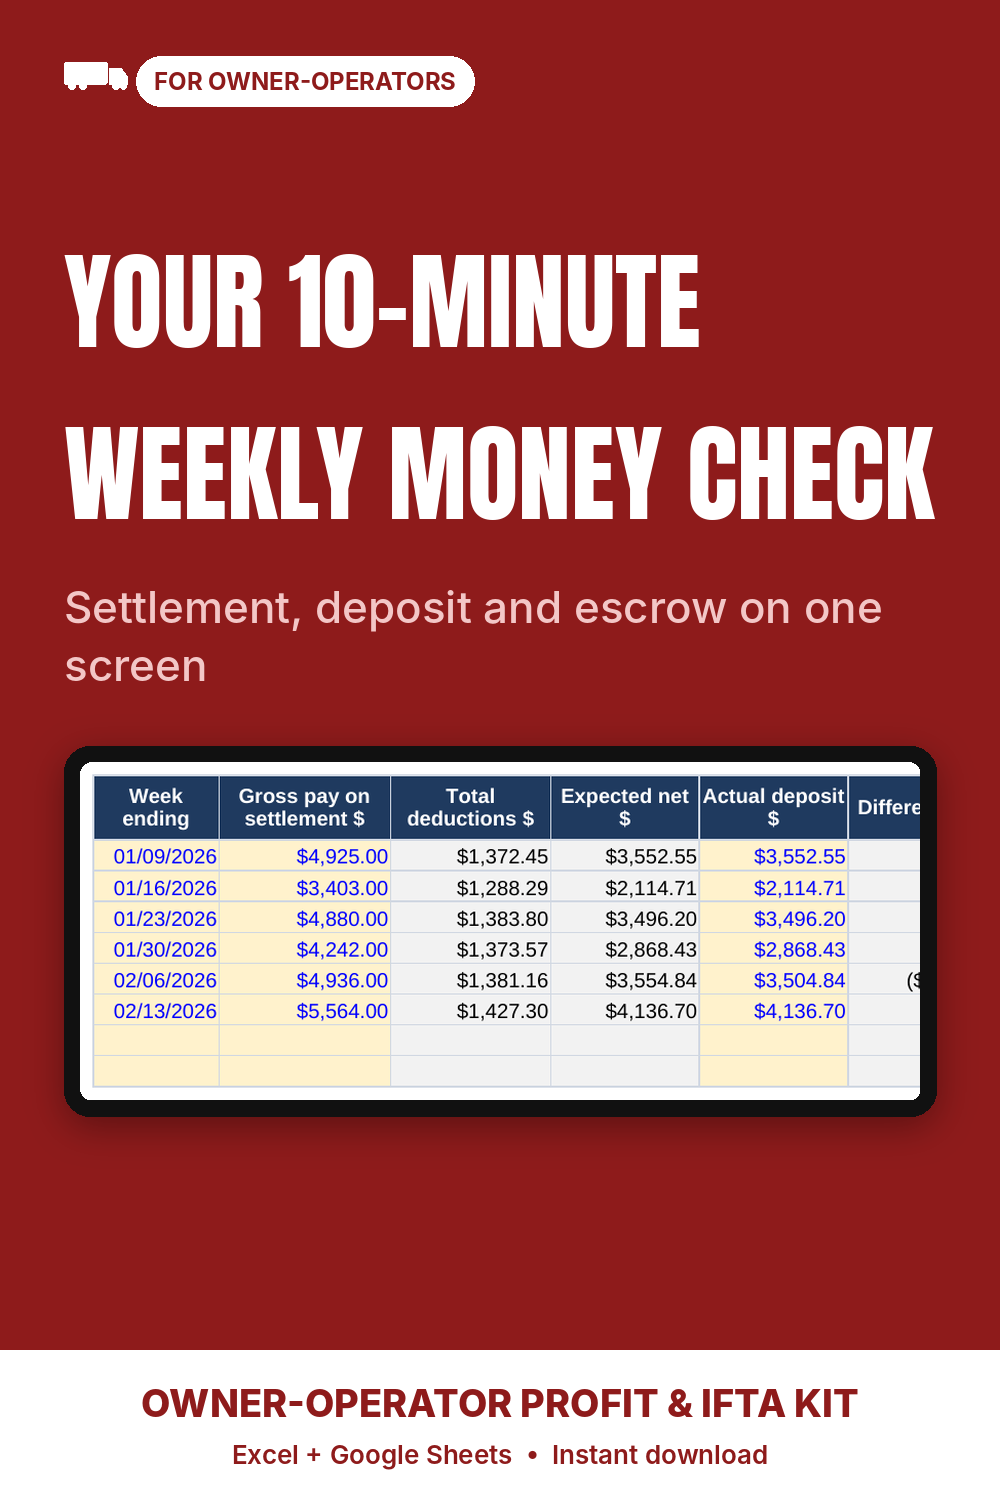 FOR OWNER-OPERATORS
YOUR 10-MINUTE
WEEKLY MONEY CHECK
Settlement, deposit and escrow on one
screen
Week ending | Gross pay on settlement $ | Total deductions $ | Expected net $ | Actual deposit $ | Differe
01/09/2026 $4,925.00 $1,372.45 $3,552.55 $3,552.55
01/16/2026 $3,403.00 $1,288.29 $2,114.71 $2,114.71
01/23/2026 $4,880.00 $1,383.80 $3,496.20 $3,496.20
01/30/2026 $4,242.00 $1,373.57 $2,868.43 $2,868.43
02/06/2026 $4,936.00 $1,381.16 $3,554.84 $3,504.84 ($
02/13/2026 $5,564.00 $1,427.30 $4,136.70 $4,136.70
OWNER-OPERATOR PROFIT & IFTA KIT
Excel + Google Sheets • Instant download